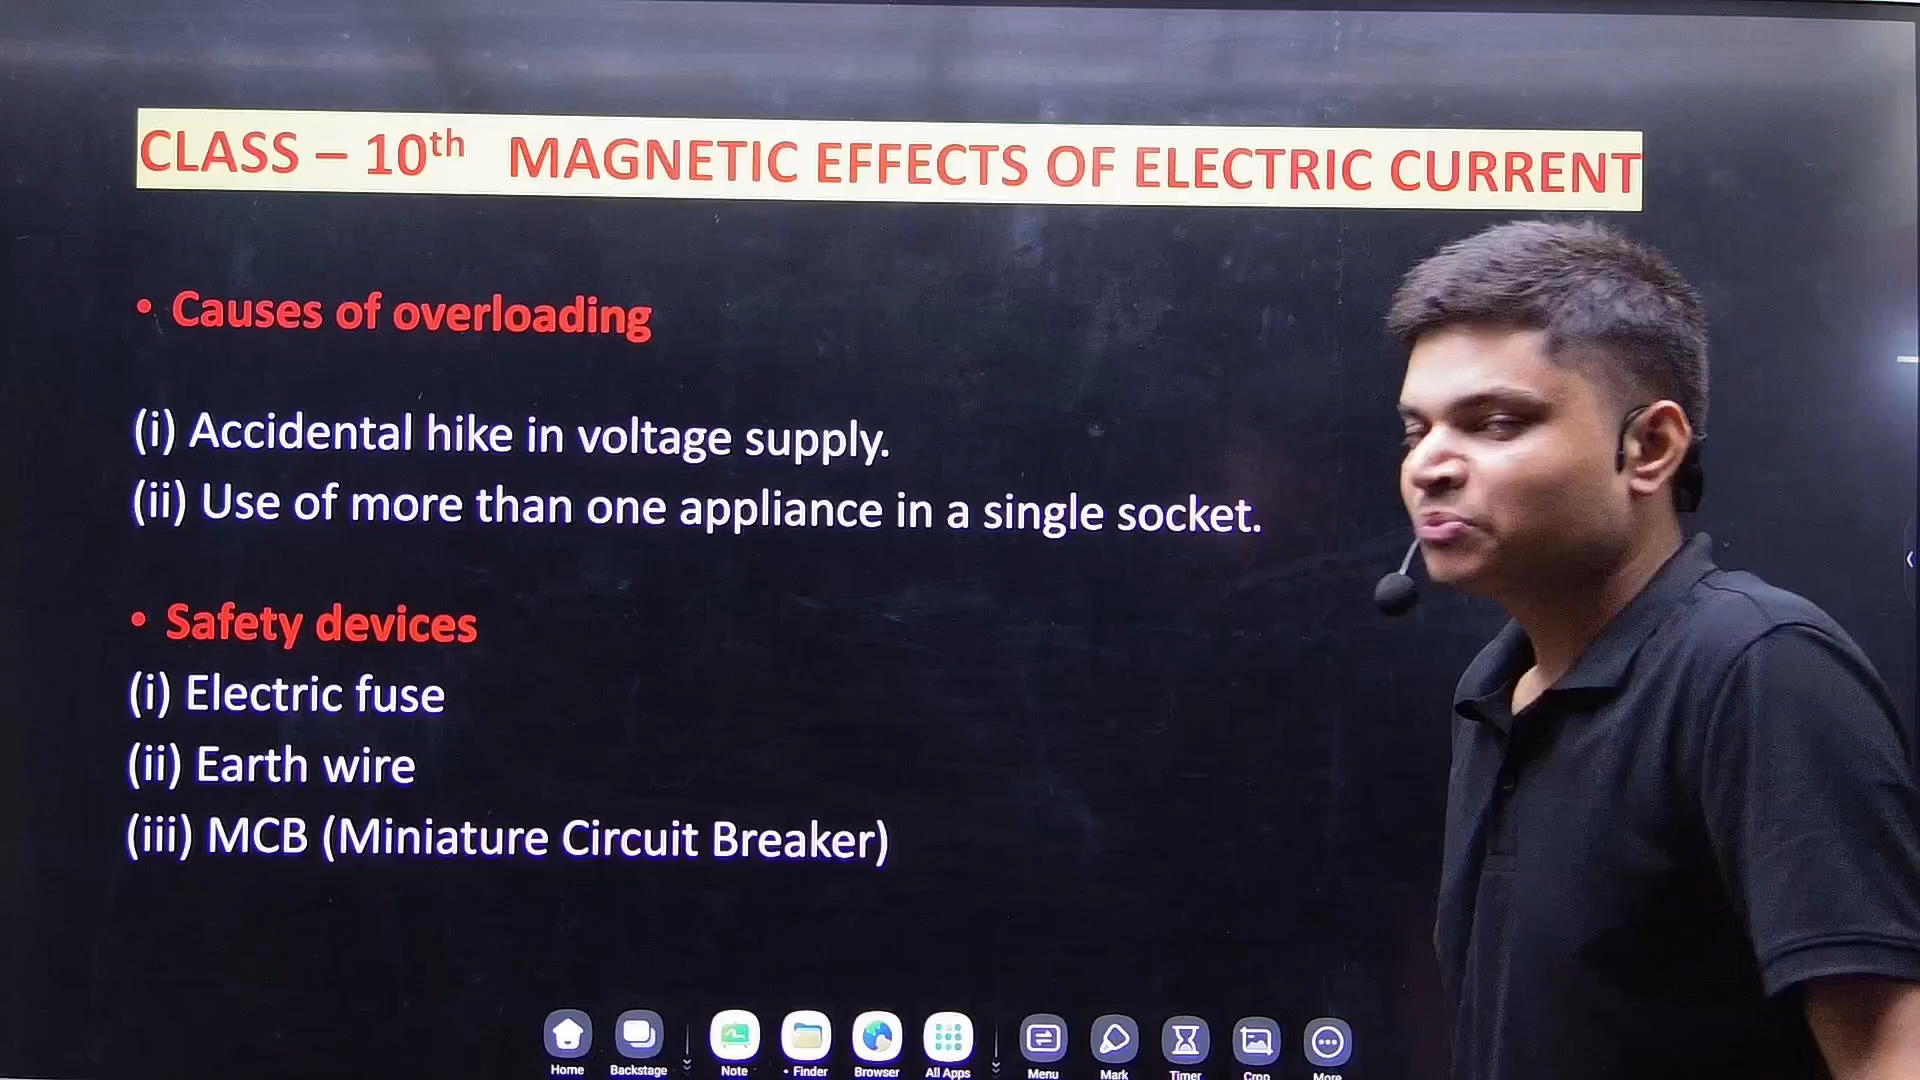 CLASS – 10th MAGNETIC EFFECTS OF ELECTRIC CURRENT
• Causes of overloading
(i) Accidental hike in voltage supply.
(ii) Use of more than one appliance in a single socket.
• Safety devices
(i) Electric fuse
(ii) Earth wire
(iii) MCB (Miniature Circuit Breaker)
Home Backstage Note • Finder Browser All Apps Menu Mark Timer Crop More